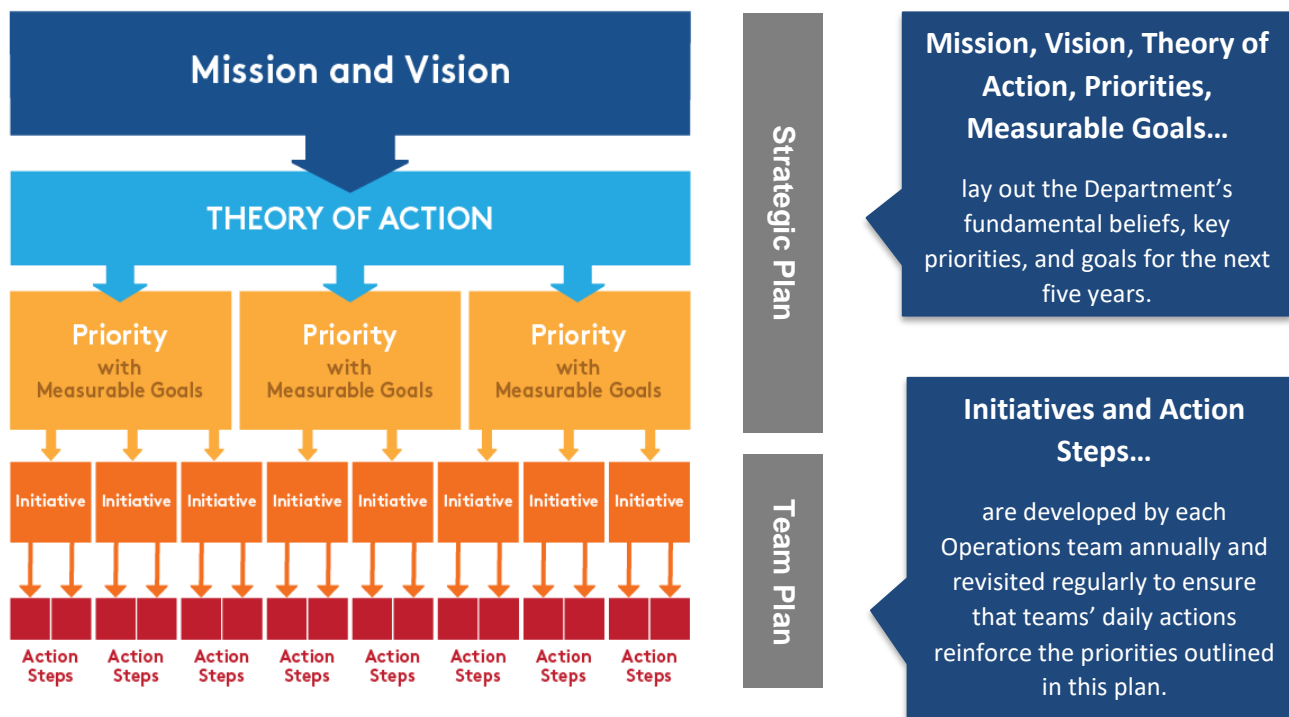 Mission and Vision
THEORY OF ACTION
Priority
with
Measurable Goals
Priority
with
Measurable Goals
Priority
with
Measurable Goals
Initiative
Initiative
Initiative
Initiative
Initiative
Initiative
Initiative
Initiative
Action
Steps
Action
Steps
Action
Steps
Action
Steps
Action
Steps
Action
Steps
Action
Steps
Action
Steps
Strategic Plan
Team Plan
Mission, Vision, Theory of
Action, Priorities,
Measurable Goals…
lay out the Department’s
fundamental beliefs, key
priorities, and goals for the next
five years.
Initiatives and Action
Steps…
are developed by each
Operations team annually and
revisited regularly to ensure
that teams’ daily actions
reinforce the priorities outlined
in this plan.